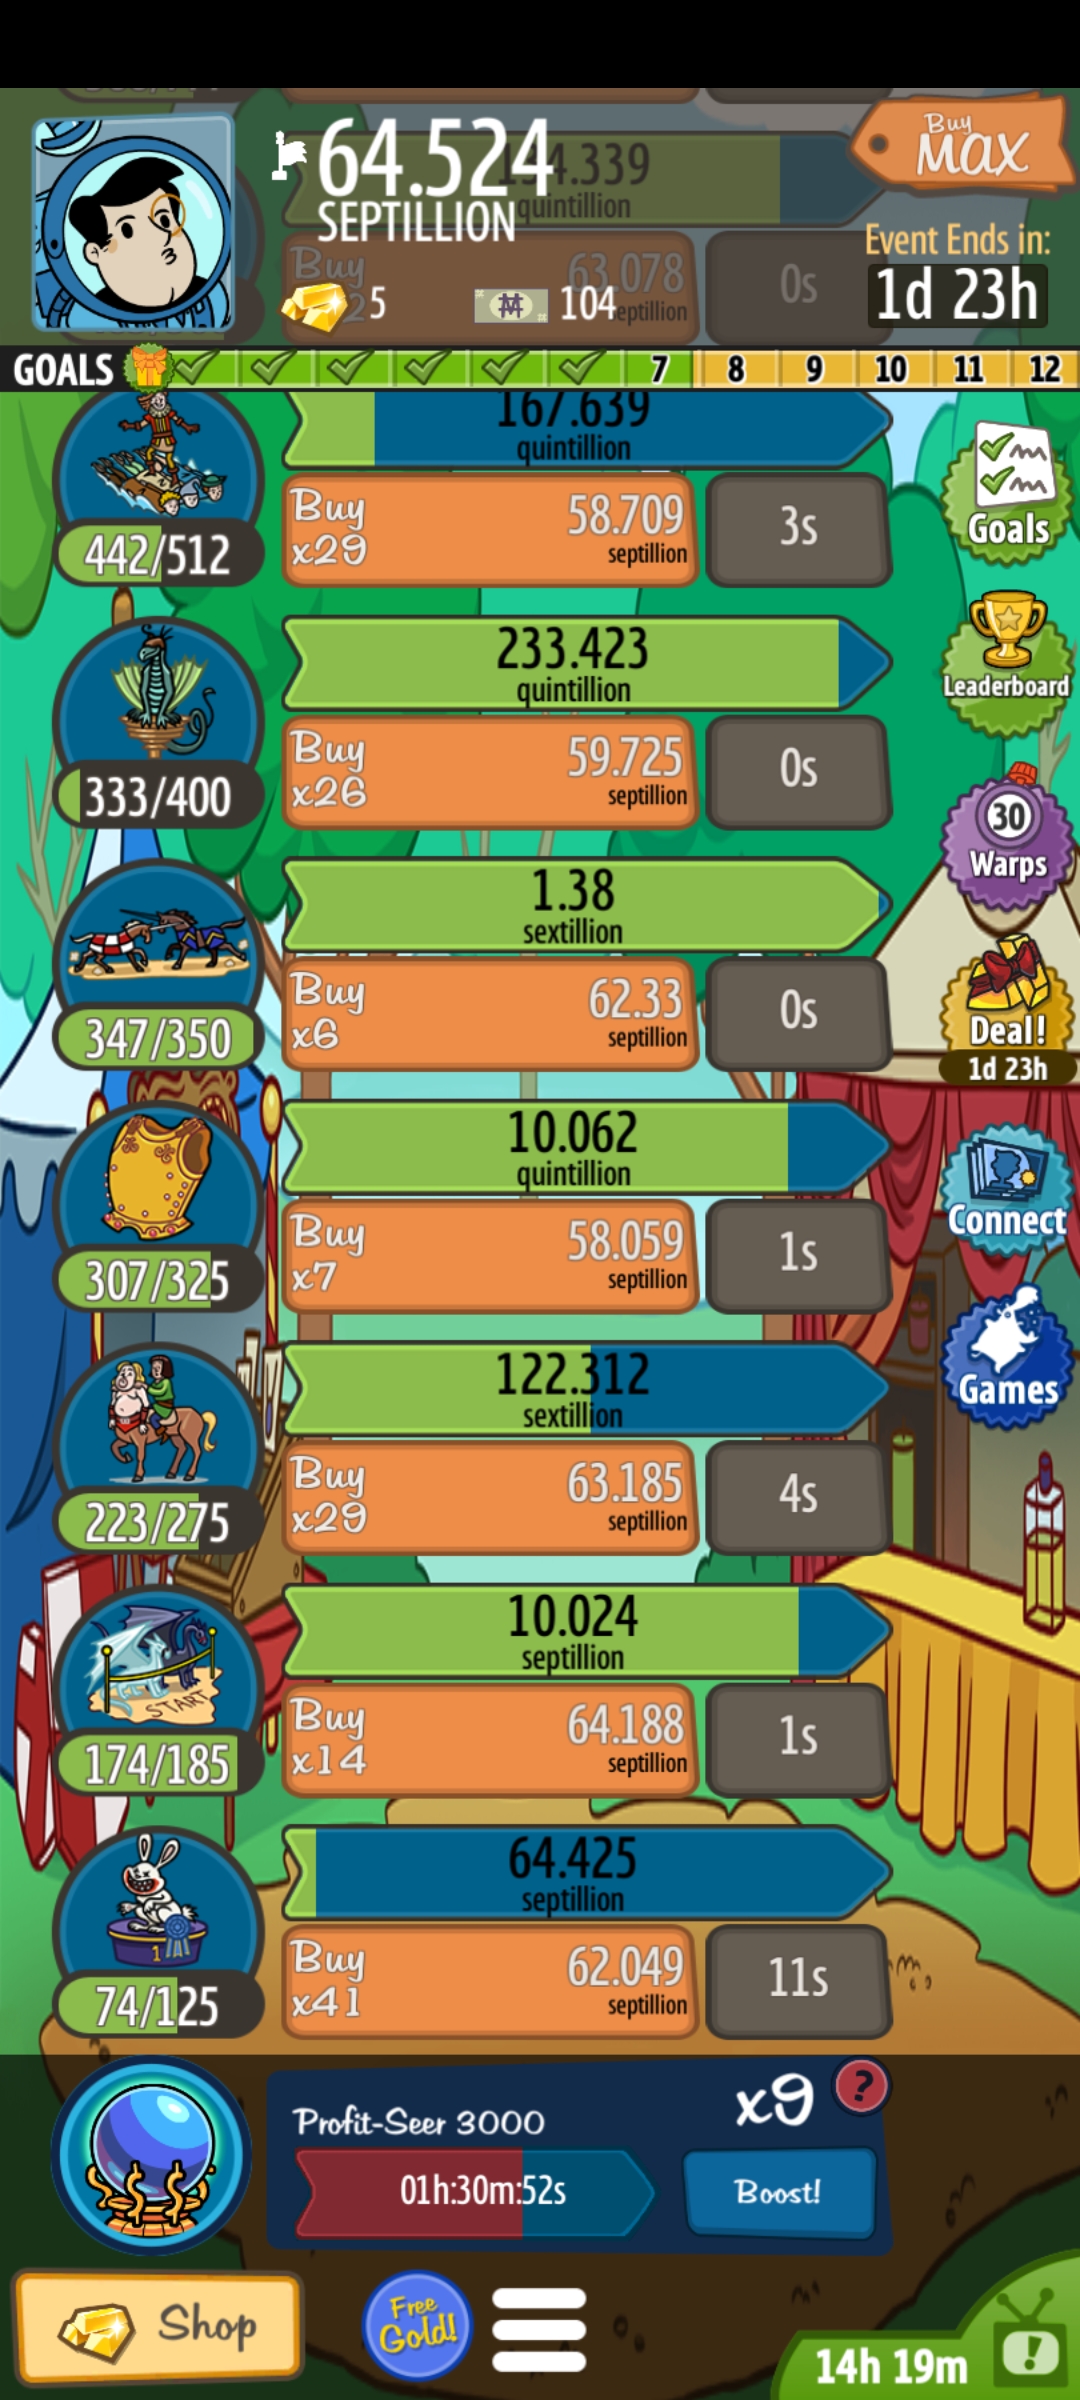 64.524
SEPTILLION
5
104
Buy
MAX
Event Ends in:
1d 23h
134.339
quintillion
Buy
63.078
septillion
0s
GOALS
7
8
9
10
11
12
167.639
quintillion
442/512
Buy
x29
58.709
septillion
3s
Goals
233.423
quintillion
333/400
Buy
x26
59.725
septillion
0s
Leaderboard
30
Warps
1.38
sextillion
347/350
Buy
x6
62.33
septillion
0s
Deal!
1d 23h
10.062
quintillion
307/325
Buy
x7
58.059
septillion
1s
Connect
122.312
sextillion
223/275
Buy
x29
63.185
septillion
4s
Games
10.024
septillion
START
174/185
Buy
x14
64.188
septillion
1s
64.425
septillion
1
74/125
Buy
x41
62.049
septillion
11s
Profit-Seer 3000
x9
?
01h:30m:52s
Boost!
Shop
Free
Gold!
14h 19m
!